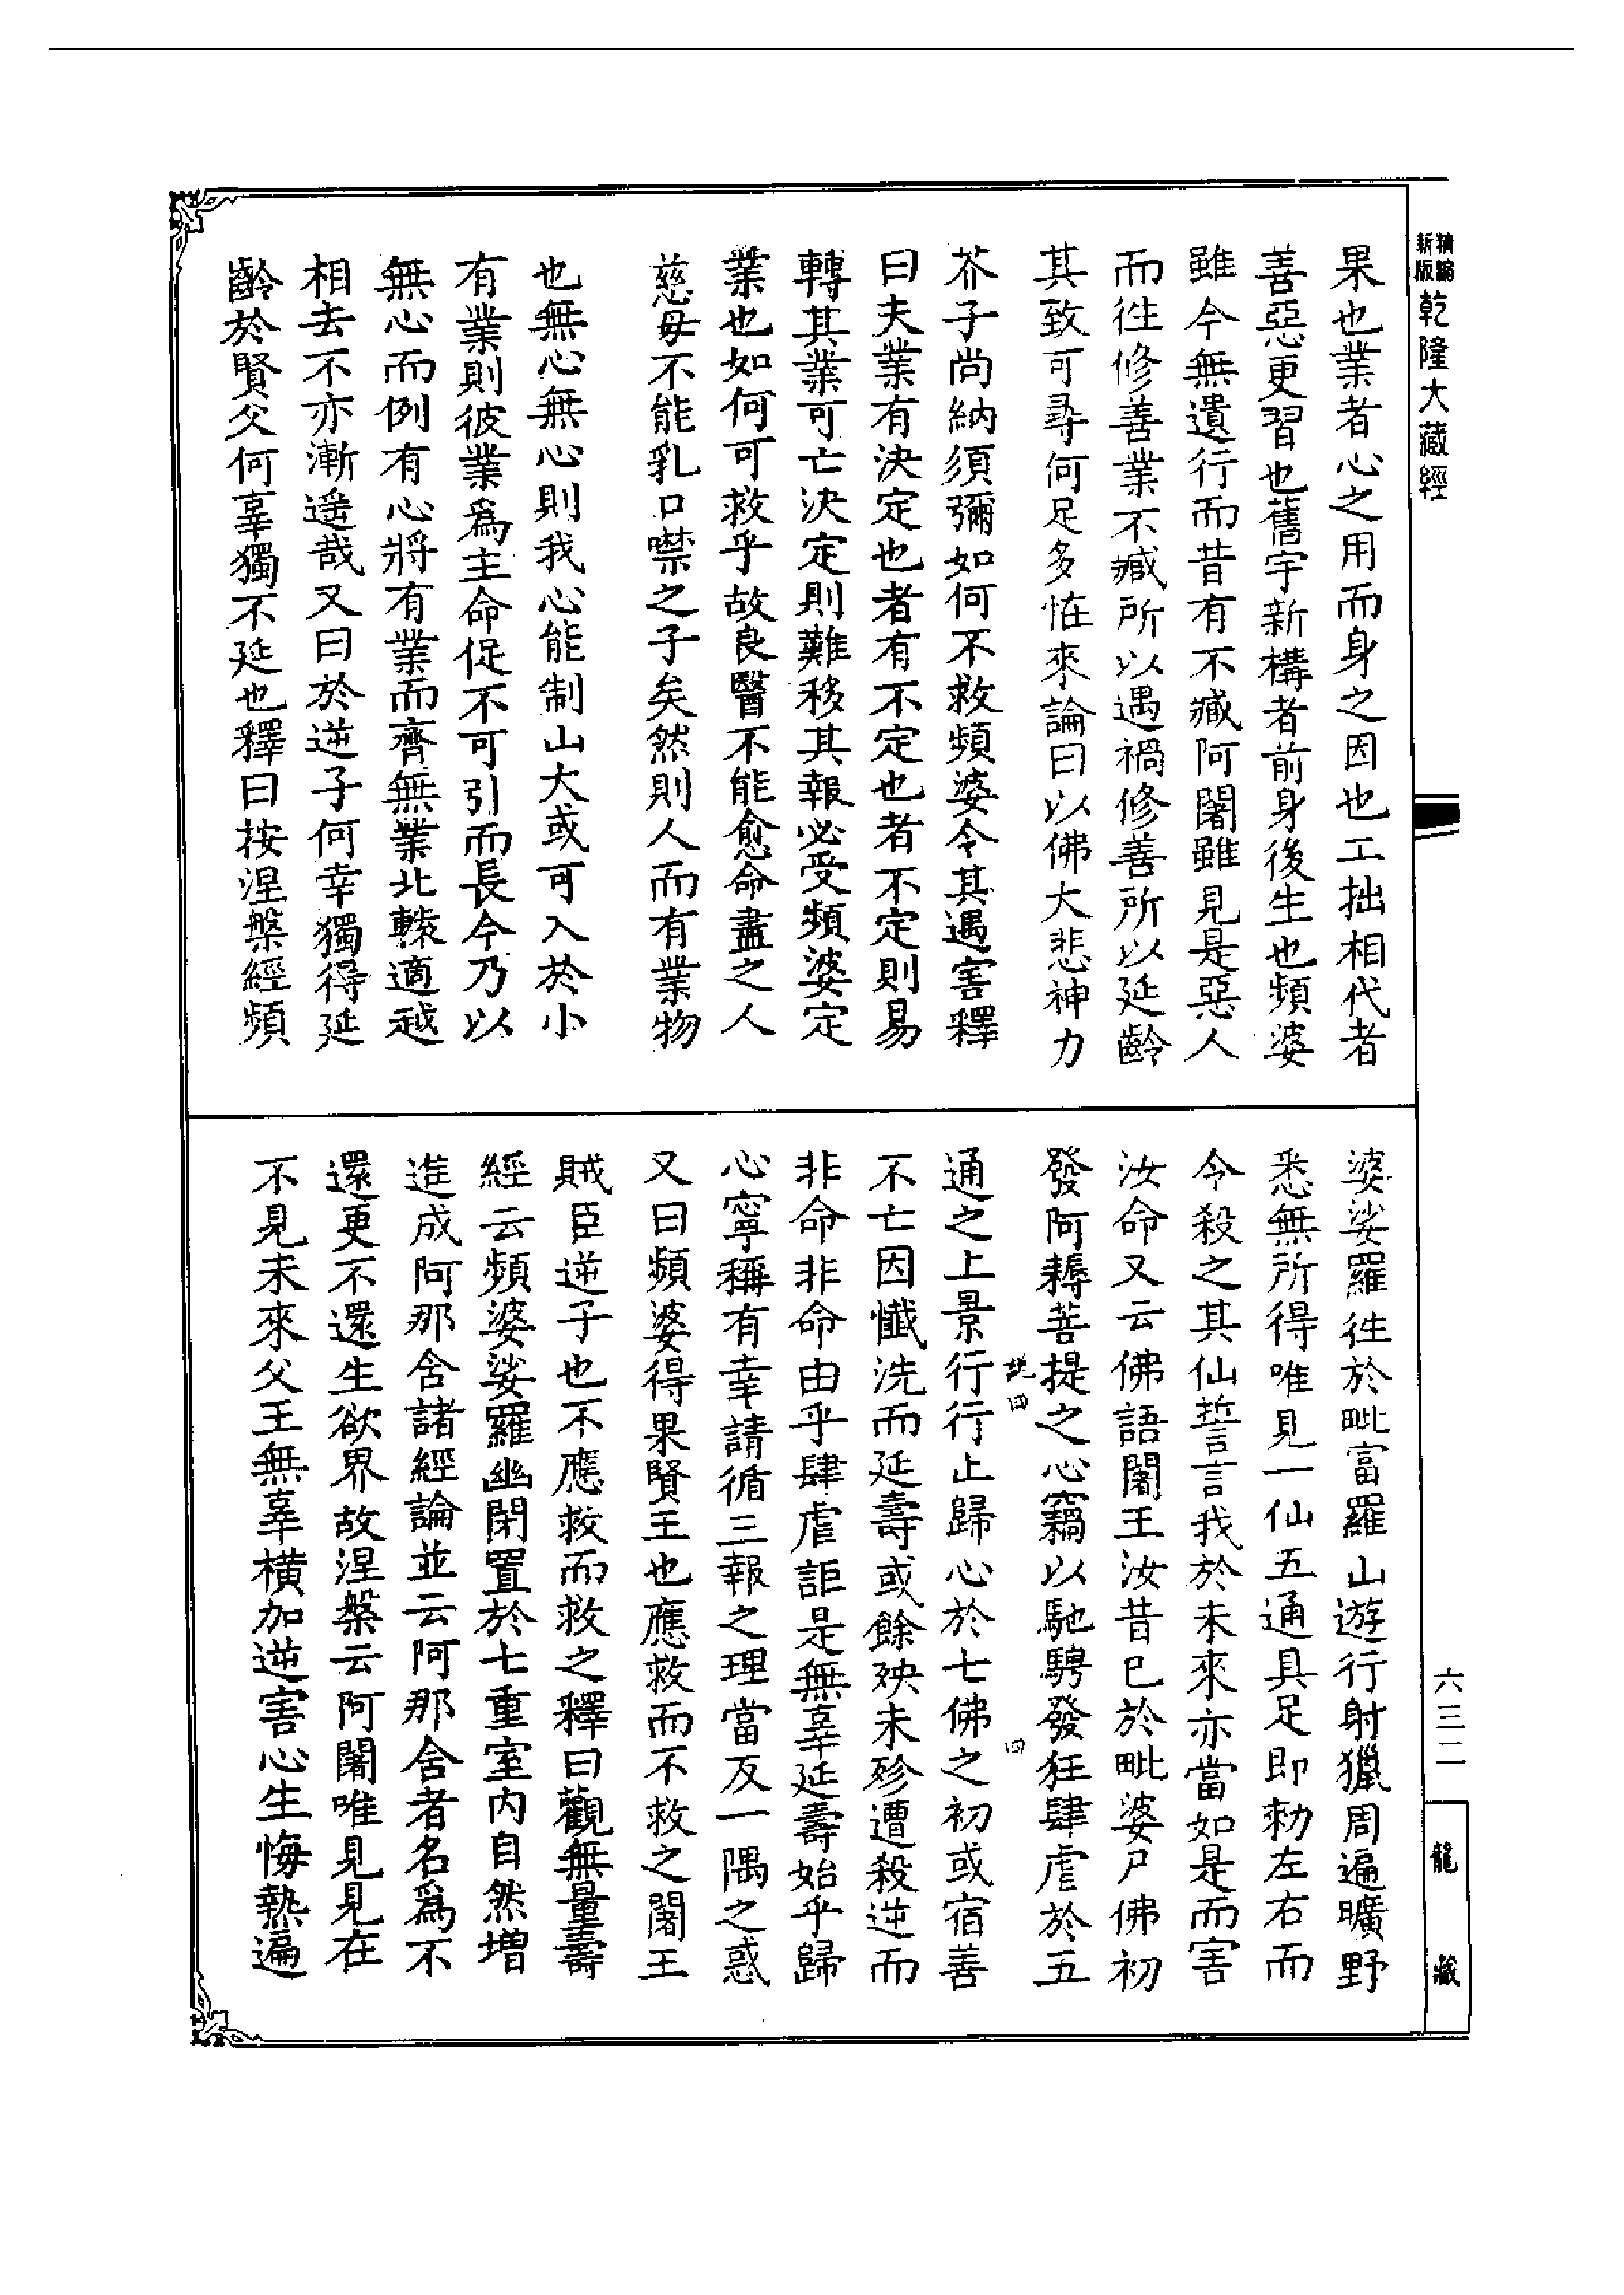 精編新版乾隆大藏經
果也業者心之用而身之因也工拙相代者
善惡更習也舊宇新構者前身後生也頻婆
雖今無遺行而昔有不臧阿闍雖見是惡人
而徃修善業不臧所以遇禍修善所以延齡
其致可尋何足多恠來論曰以佛大悲神力
芥子尚納須彌如何不救頻婆令其遇害釋
曰夫業有決定也者有不定也者不定則易
轉其業可亡決定則難移其報必受頻婆定
業也如何可救乎故良醫不能愈命盡之人
慈母不能乳口噤之子矣然則人而有業物
也無心無心則我心能制山大或可入於小
有業則彼業爲主命促不可引而長今乃以
無心而例有心將有業而齊無業北轅適越
相去不亦漸遥哉又曰於逆子何幸獨得延
齡於賢父何辜獨不延也釋曰按涅槃經頻
婆娑羅徃於毗富羅山遊行射獵周遍曠野
悉無所得唯見一仙五通具足即勑左右而
令殺之其仙誓言我於未來亦當如是而害
汝命又云佛語闍王汝昔已於毗婆尸佛初
發阿耨菩提之心竊以馳騁發狂肆虐於五
説四
四
通之上景行行止歸心於七佛之初或宿善
不亡因懺洗而延壽或餘殃未殄遭殺逆而
非命非命由乎肆虐詎是無辜延壽始乎歸
心寧稱有幸請循三報之理當反一隅之惑
又曰頻婆得果賢王也應救而不救之闍王
賊臣逆子也不應救而救之釋曰觀無量壽
經云頻婆娑羅幽閉置於七重室內自然增
進成阿那含諸經論並云阿那含者名爲不
還更不還生欲界故涅槃云阿闍唯見見在
不見未來父王無辜橫加逆害心生悔熱遍
六三二
龍藏